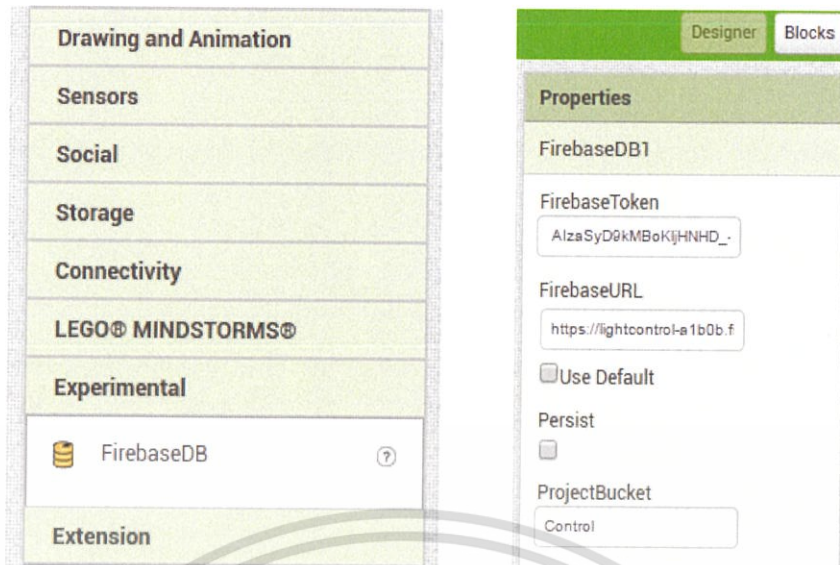 Drawing and Animation
Sensors
Social
Storage
Connectivity
LEGO® MINDSTORMS®
Experimental
FirebaseDB
?
Extension
Designer
Blocks
Properties
FirebaseDB1
FirebaseToken
AIzaSyD9kMBoKIjHNHD_-
FirebaseURL
https://lightcontrol-a1b0b.f
Use Default
Persist
ProjectBucket
Control